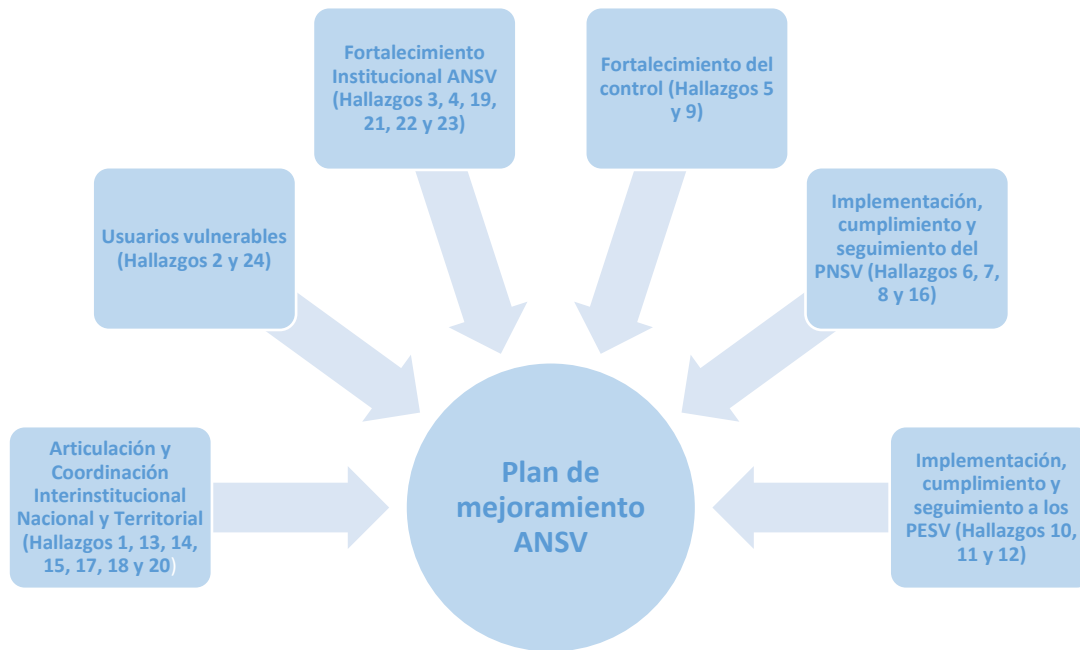 Fortalecimiento
Institucional ANSV
(Hallazgos 3, 4, 19,
21, 22 y 23)
Fortalecimiento del
control (Hallazgos 5
y 9)
Usuarios vulnerables
(Hallazgos 2 y 24)
Implementación,
cumplimiento y
seguimiento del
PNSV (Hallazgos 6, 7,
8 y 16)
Articulación y
Coordinación
Interinstitucional
Nacional y Territorial
(Hallazgos 1, 13, 14,
15, 17, 18 y 20)
Plan de
mejoramiento
ANSV
Implementación,
cumplimiento y
seguimiento a los
PESV (Hallazgos 10,
11 y 12)